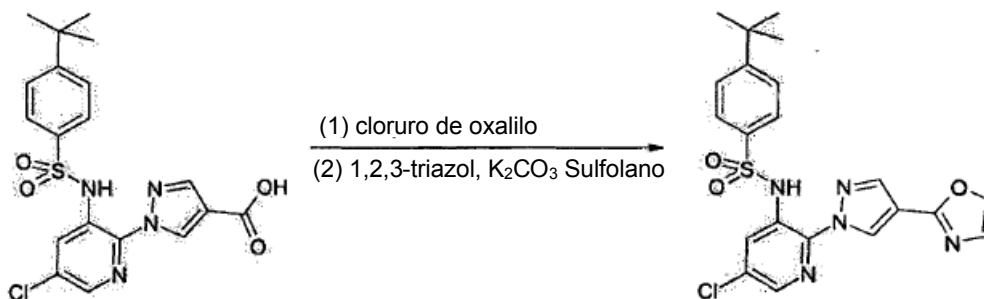 (1) cloruro de oxalilo
(2) 1,2,3-triazol, K₂CO₃ Sulfolano
O
O
S
NH
N
N
OH
O
N
Cl
O
O
S
NH
N
N
O
N
N
Cl